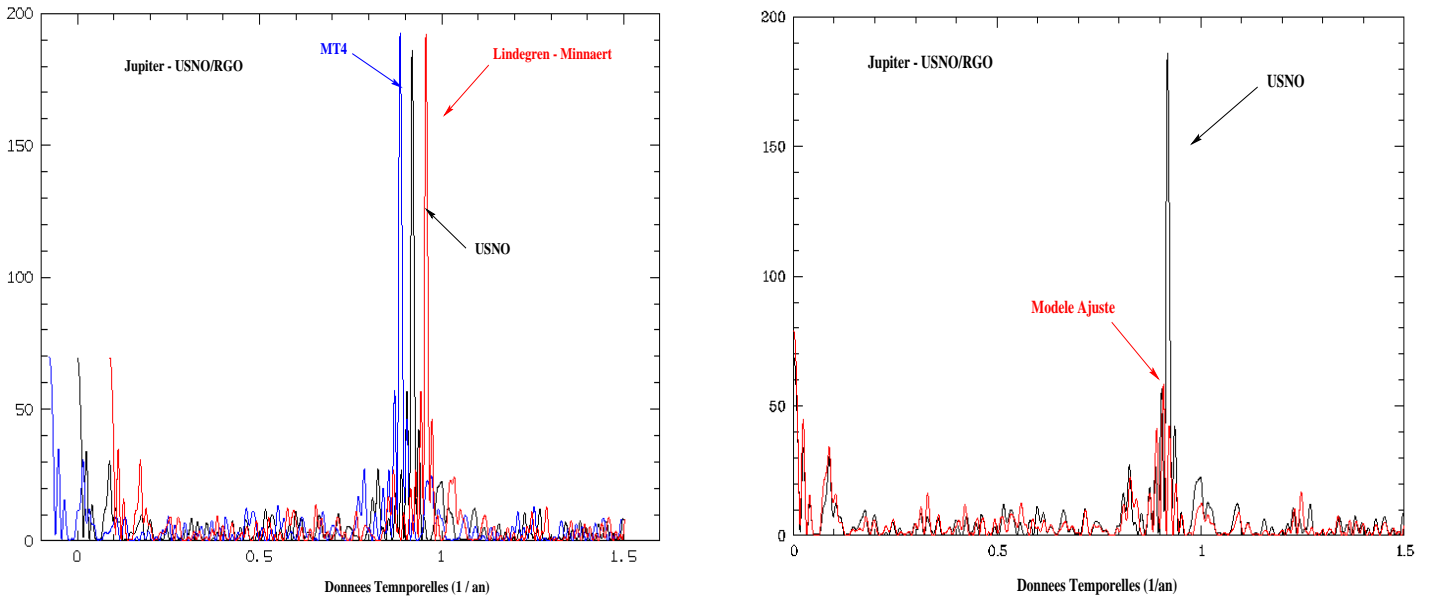 200
150
100
50
0
Jupiter - USNO/RGO
MT4
Lindegren - Minnaert
USNO
0
0.5
1
1.5
Donnees Temnporelles (1 / an)
200
150
100
50
0
Jupiter - USNO/RGO
USNO
Modele Ajuste
0
0.5
1
1.5
Donnees Temporelles (1/an)